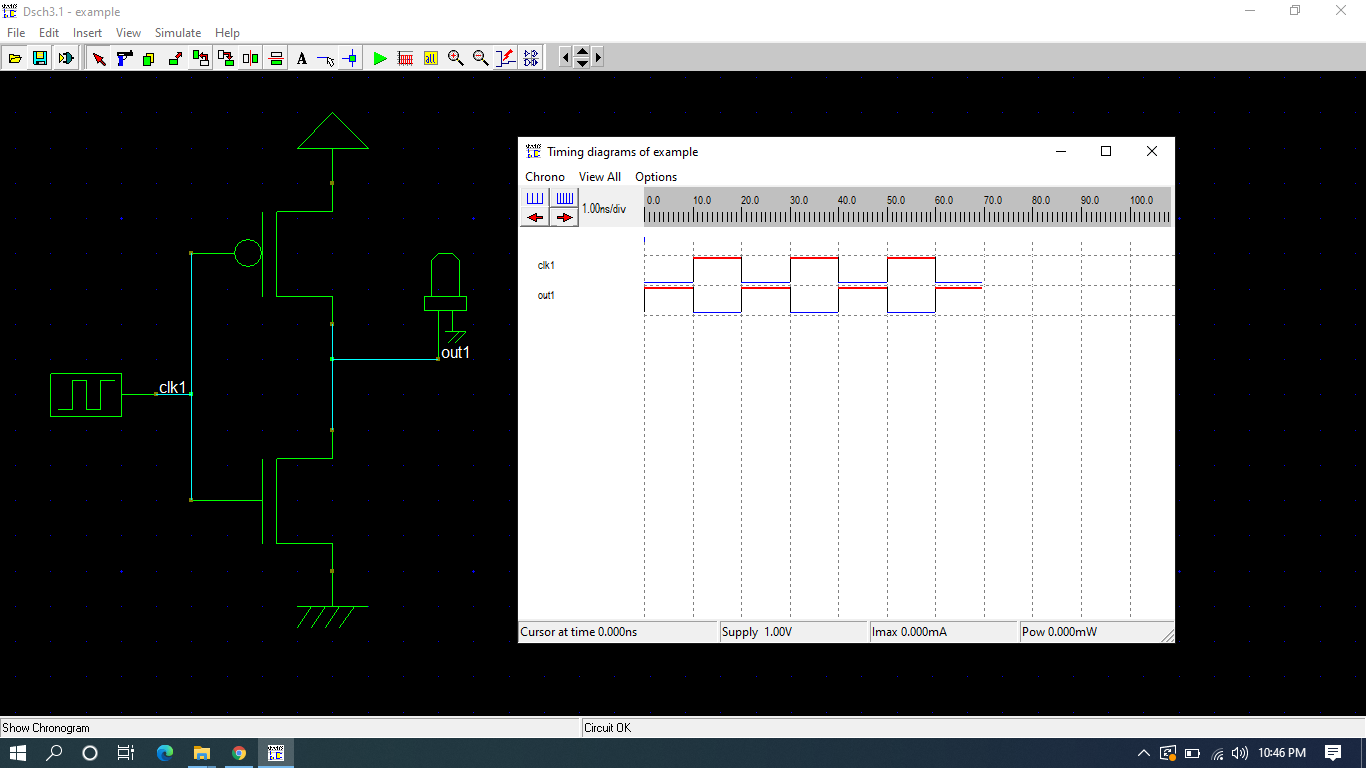 Dsch3.1 - example
File Edit Insert View Simulate Help
A
Timing diagrams of example
Chrono View All Options
1.00ns/div
0.0 10.0 20.0 30.0 40.0 50.0 60.0 70.0 80.0 90.0 100.0
clk1
out1
out1
clk1
Cursor at time 0.000ns Supply 1.00V Imax 0.000mA Pow 0.000mW
Show Chronogram Circuit OK
10:46 PM